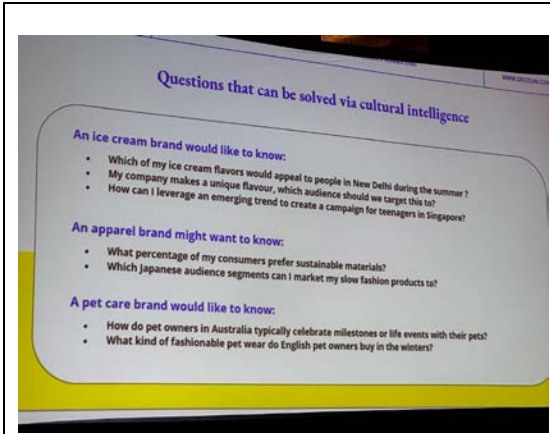 Questions that can be solved via cultural intelligence
An ice cream brand would like to know:
• Which of my ice cream flavors would appeal to people in New Delhi during the summer?
• My company makes a unique flavour, which audience should we target this to?
• How can I leverage an emerging trend to create a campaign for teenagers in Singapore?
An apparel brand might want to know:
• What percentage of my consumers prefer sustainable materials?
• Which Japanese audience segments can I market my slow fashion products to?
A pet care brand would like to know:
• How do pet owners in Australia typically celebrate milestones or life events with their pets?
• What kind of fashionable pet wear do English pet owners buy in the winters?